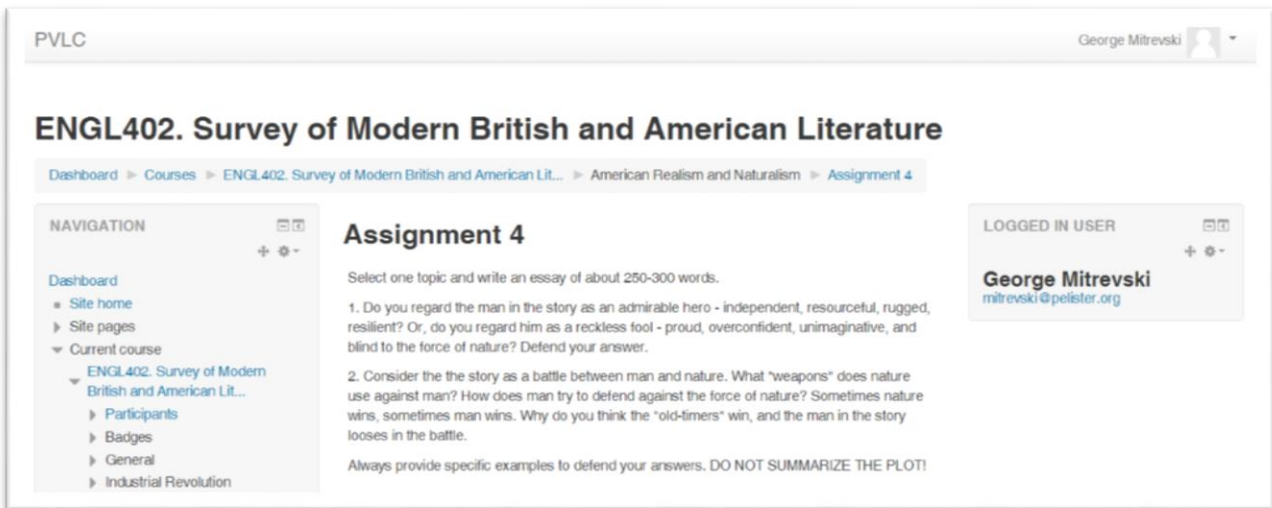 PVLC
George Mitrevski
ENGL402. Survey of Modern British and American Literature
Dashboard Courses ENGL402. Survey of Modern British and American Lit... American Realism and Naturalism Assignment 4
NAVIGATION
Dashboard
Site home
Site pages
Current course
ENGL402. Survey of Modern
British and American Lit...
Participants
Badges
General
Industrial Revolution
Assignment 4
Select one topic and write an essay of about 250-300 words.
1. Do you regard the man in the story as an admirable hero - independent, resourceful, rugged,
resilient? Or, do you regard him as a reckless fool - proud, overconfident, unimaginative, and
blind to the force of nature? Defend your answer.
2. Consider the the story as a battle between man and nature. What "weapons" does nature
use against man? How does man try to defend against the force of nature? Sometimes nature
wins, sometimes man wins. Why do you think the "old-timers" win, and the man in the story
looses in the battle.
Always provide specific examples to defend your answers. DO NOT SUMMARIZE THE PLOT!
LOGGED IN USER
George Mitrevski
mitrevski@pelister.org